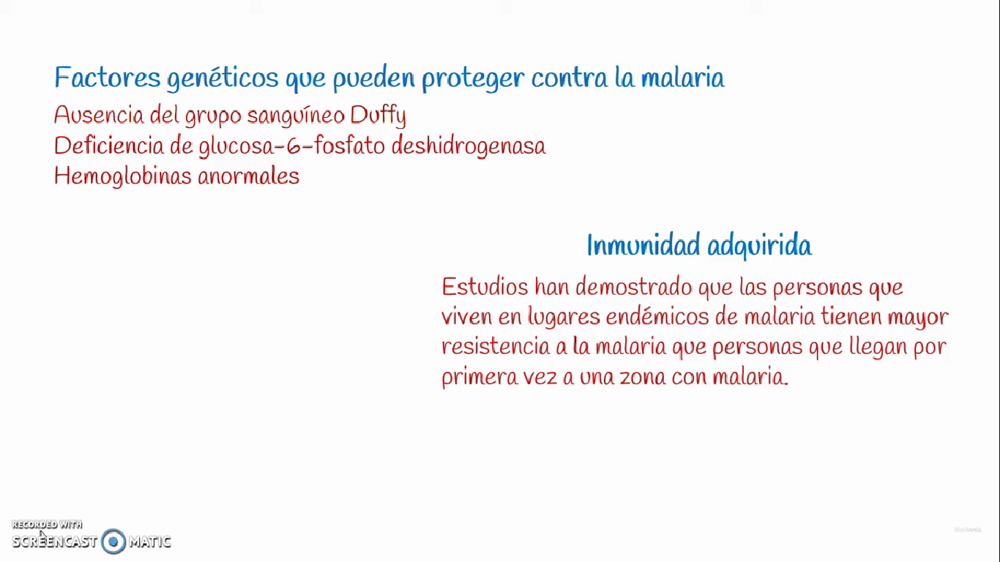 Factores genéticos que pueden proteger contra la malaria
Ausencia del grupo sanguíneo Duffy
Deficiencia de glucosa-6-fosfato deshidrogenasa
Hemoglobinas anormales
Inmunidad adquirida
Estudios han demostrado que las personas que
viven en lugares endémicos de malaria tienen mayor
resistencia a la malaria que personas que llegan por
primera vez a una zona con malaria.
RECORDED WITH
SCREENCAST MATIC